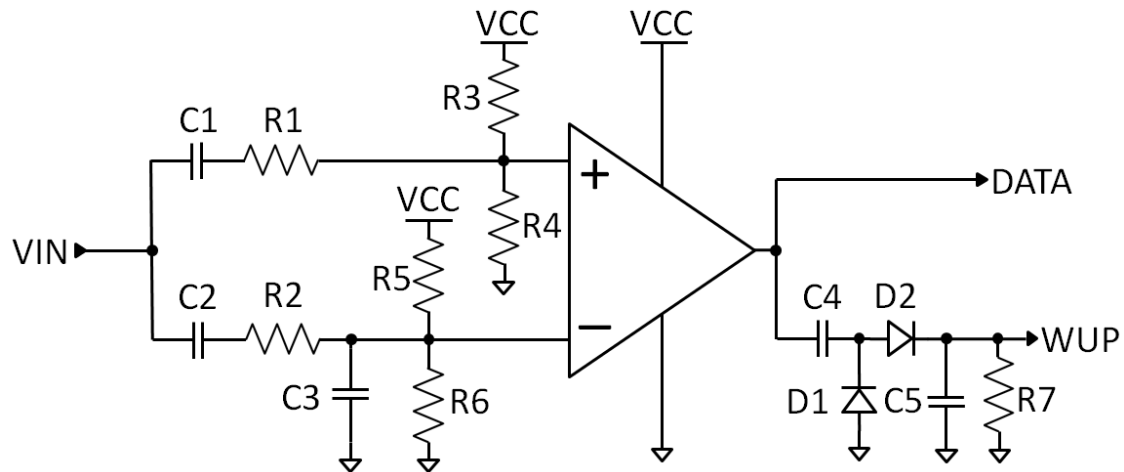 VCC
VCC
R3
C1
R1
+
VCC
DATA
R4
VIN
R5
C2
R2
C4
D2
−
WUP
C3
R6
D1
C5
R7